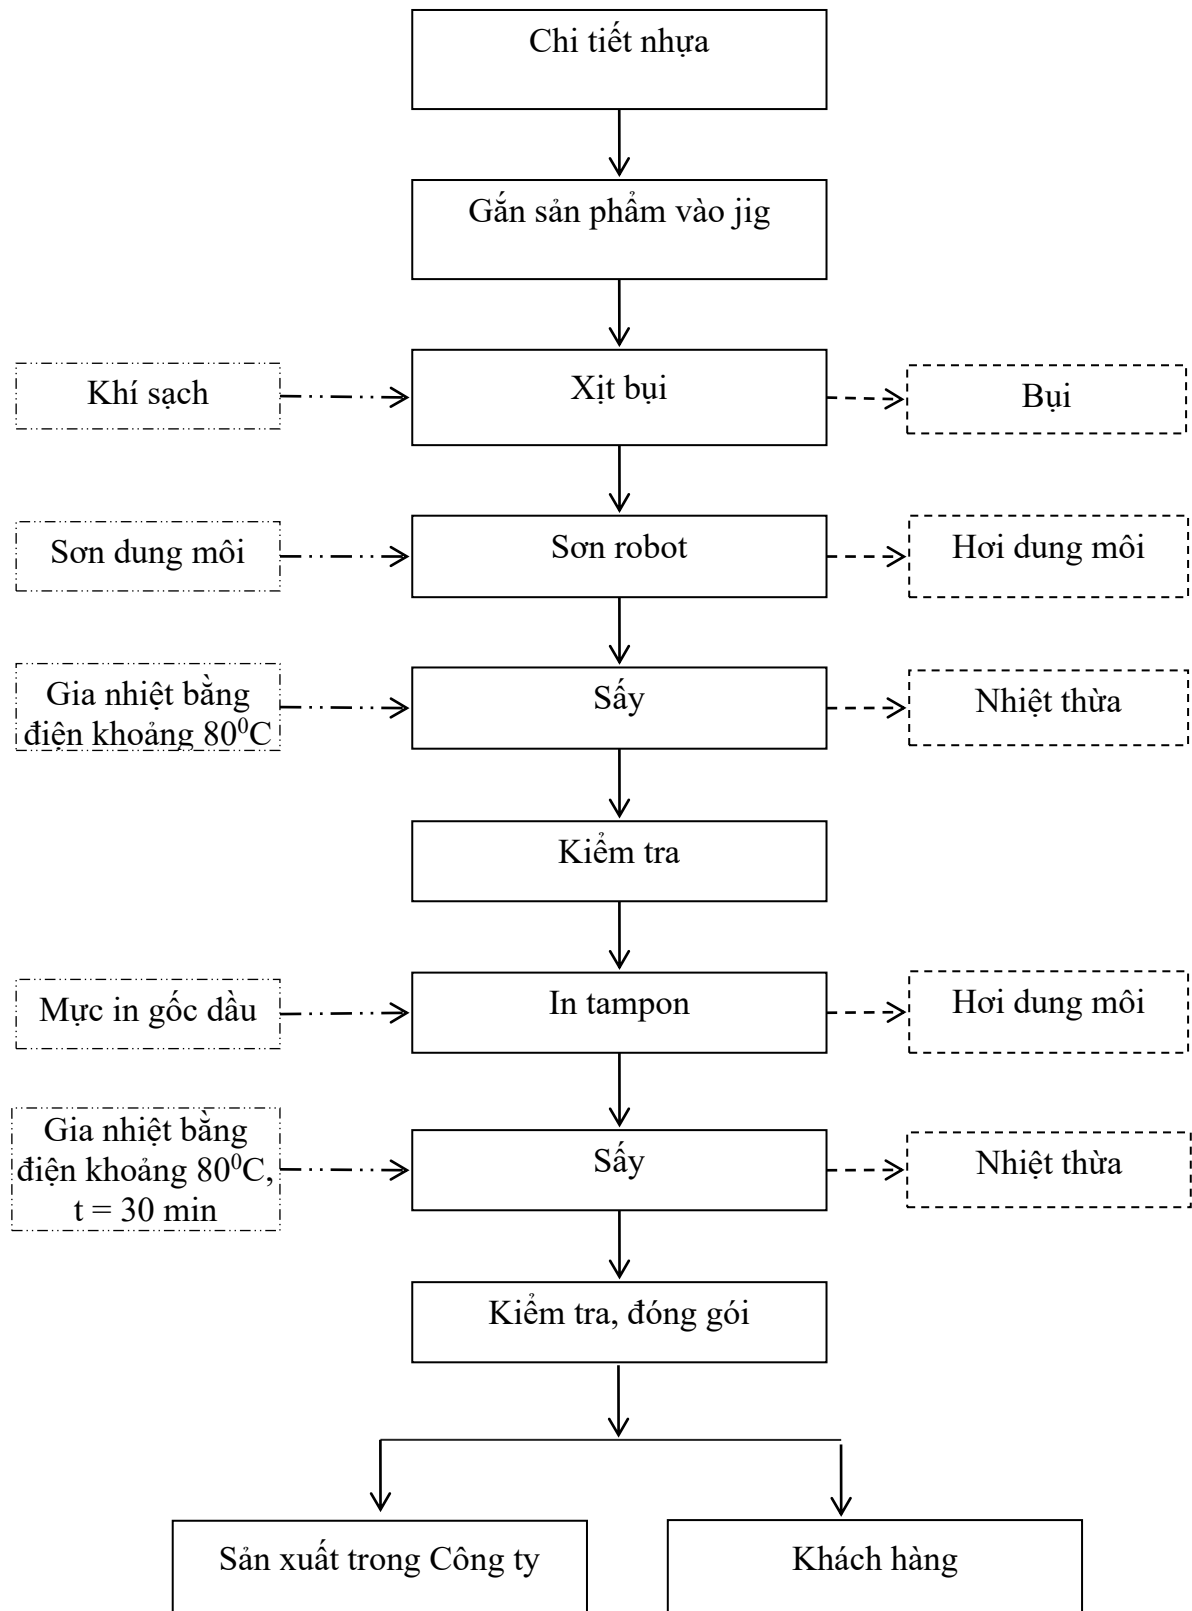 Chi tiết nhựa
Gắn sản phẩm vào jig
Khí sạch
Xịt bụi
Bụi
Sơn dung môi
Sơn robot
Hơi dung môi
Gia nhiệt bằng
điện khoảng 80⁰C
Sấy
Nhiệt thừa
Kiểm tra
Mực in gốc dầu
In tampon
Hơi dung môi
Gia nhiệt bằng
điện khoảng 80⁰C,
t = 30 min
Sấy
Nhiệt thừa
Kiểm tra, đóng gói
Sản xuất trong Công ty
Khách hàng